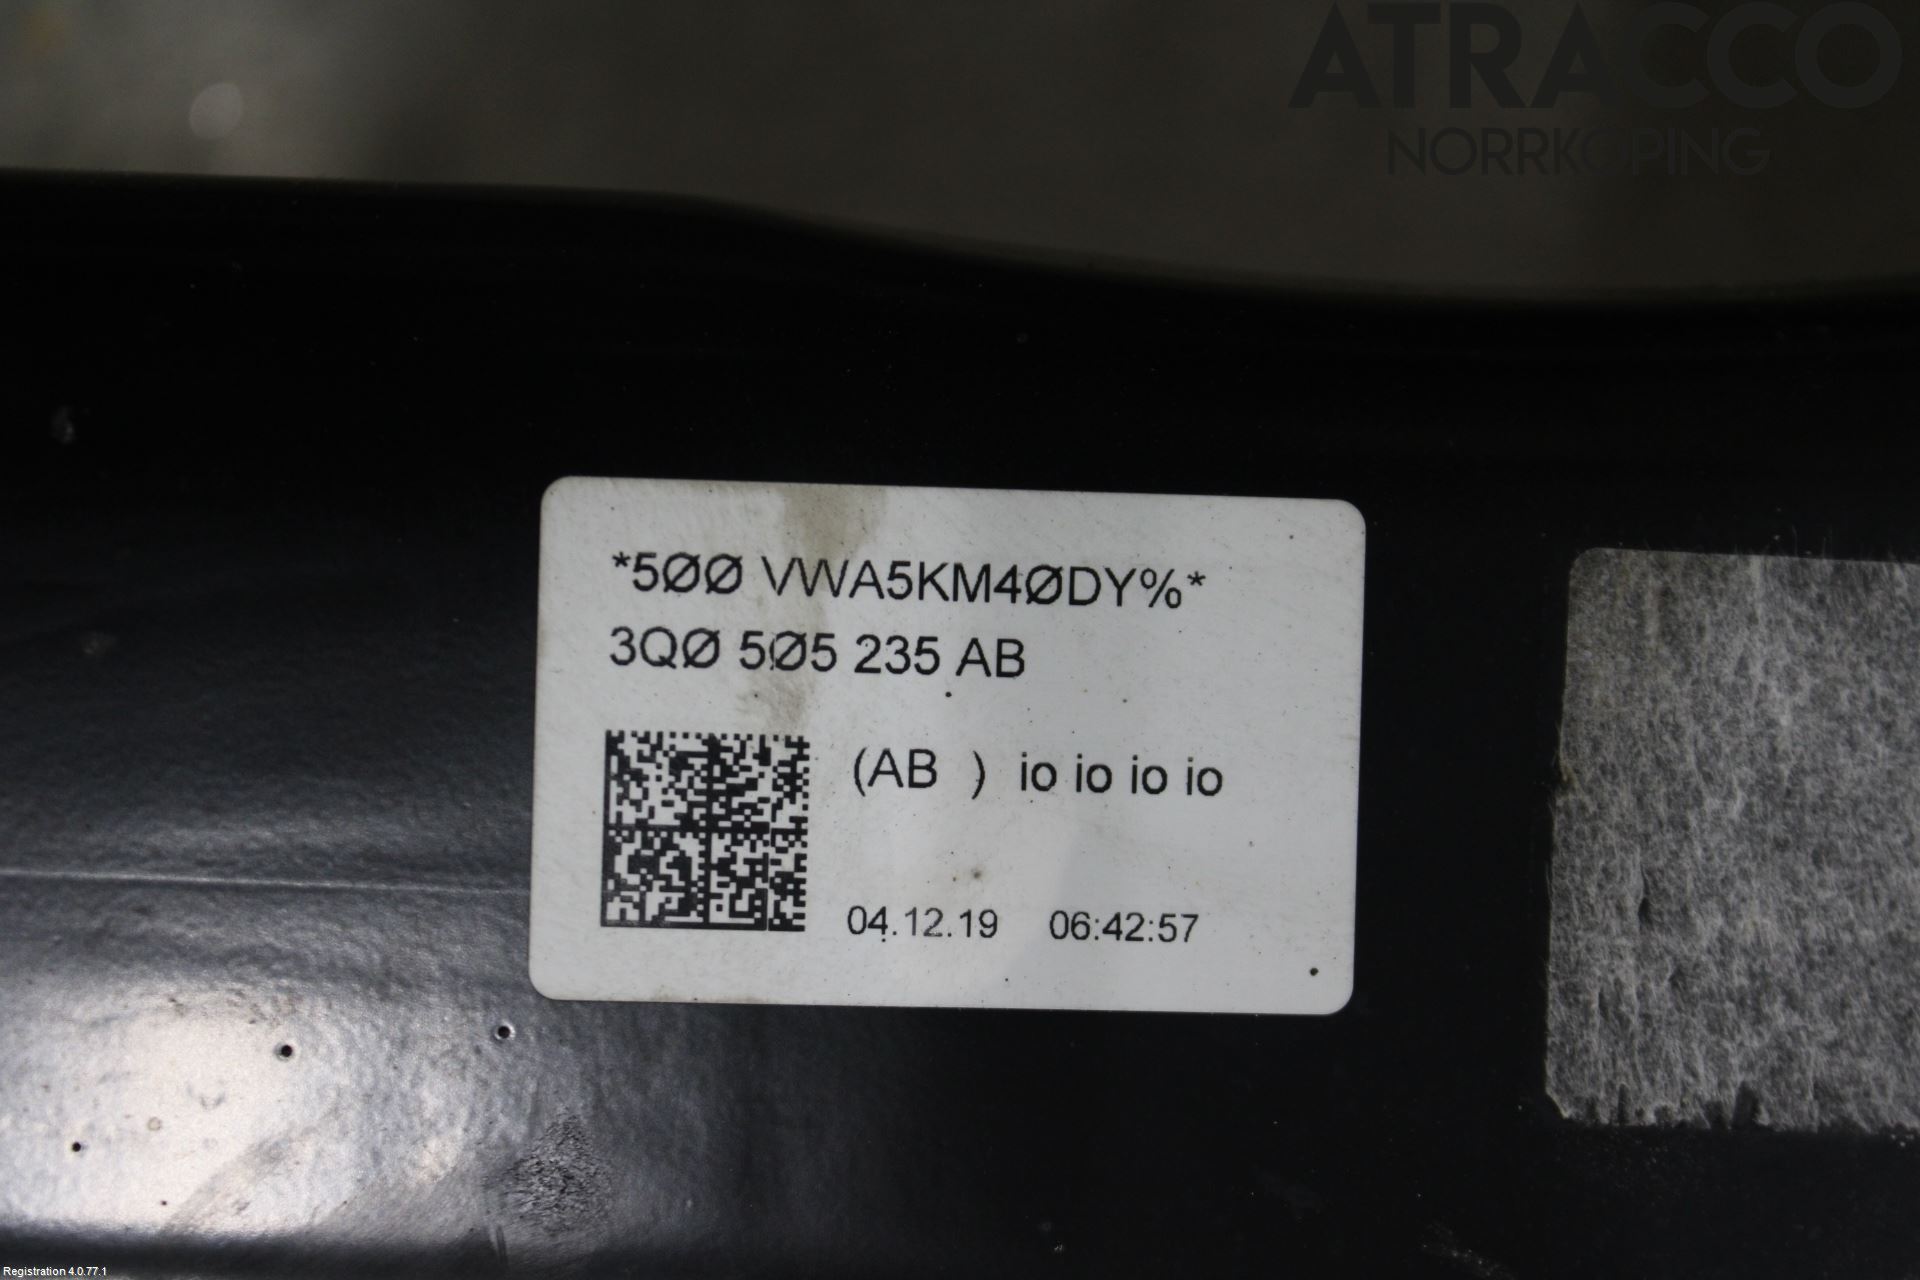 ATRACCO
NORRKÖPING
*5ØØ VWA5KM4ØDY%*
3QØ 5Ø5 235 AB
(AB  )  io io io io
04.12.19  06:42:57
Registration 4.0.77.1